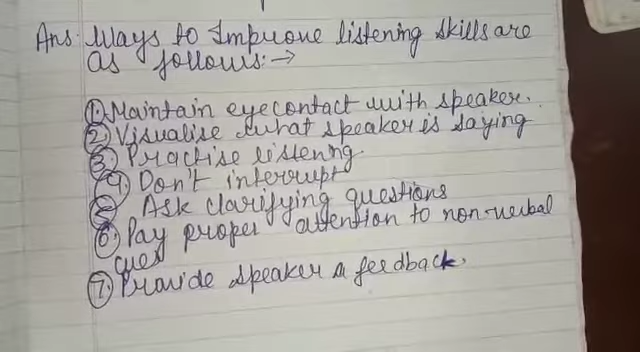 Ans: Ways to Improve listening skills are
as follows:→
① Maintain eyecontact with speaker.
② Visualise what speaker is saying
③ Practise listening
④ Don't interrupt
⑤ Ask clarifying questions
⑥ Pay proper attention to non-verbal
cues
⑦ Provide speaker a feedback.